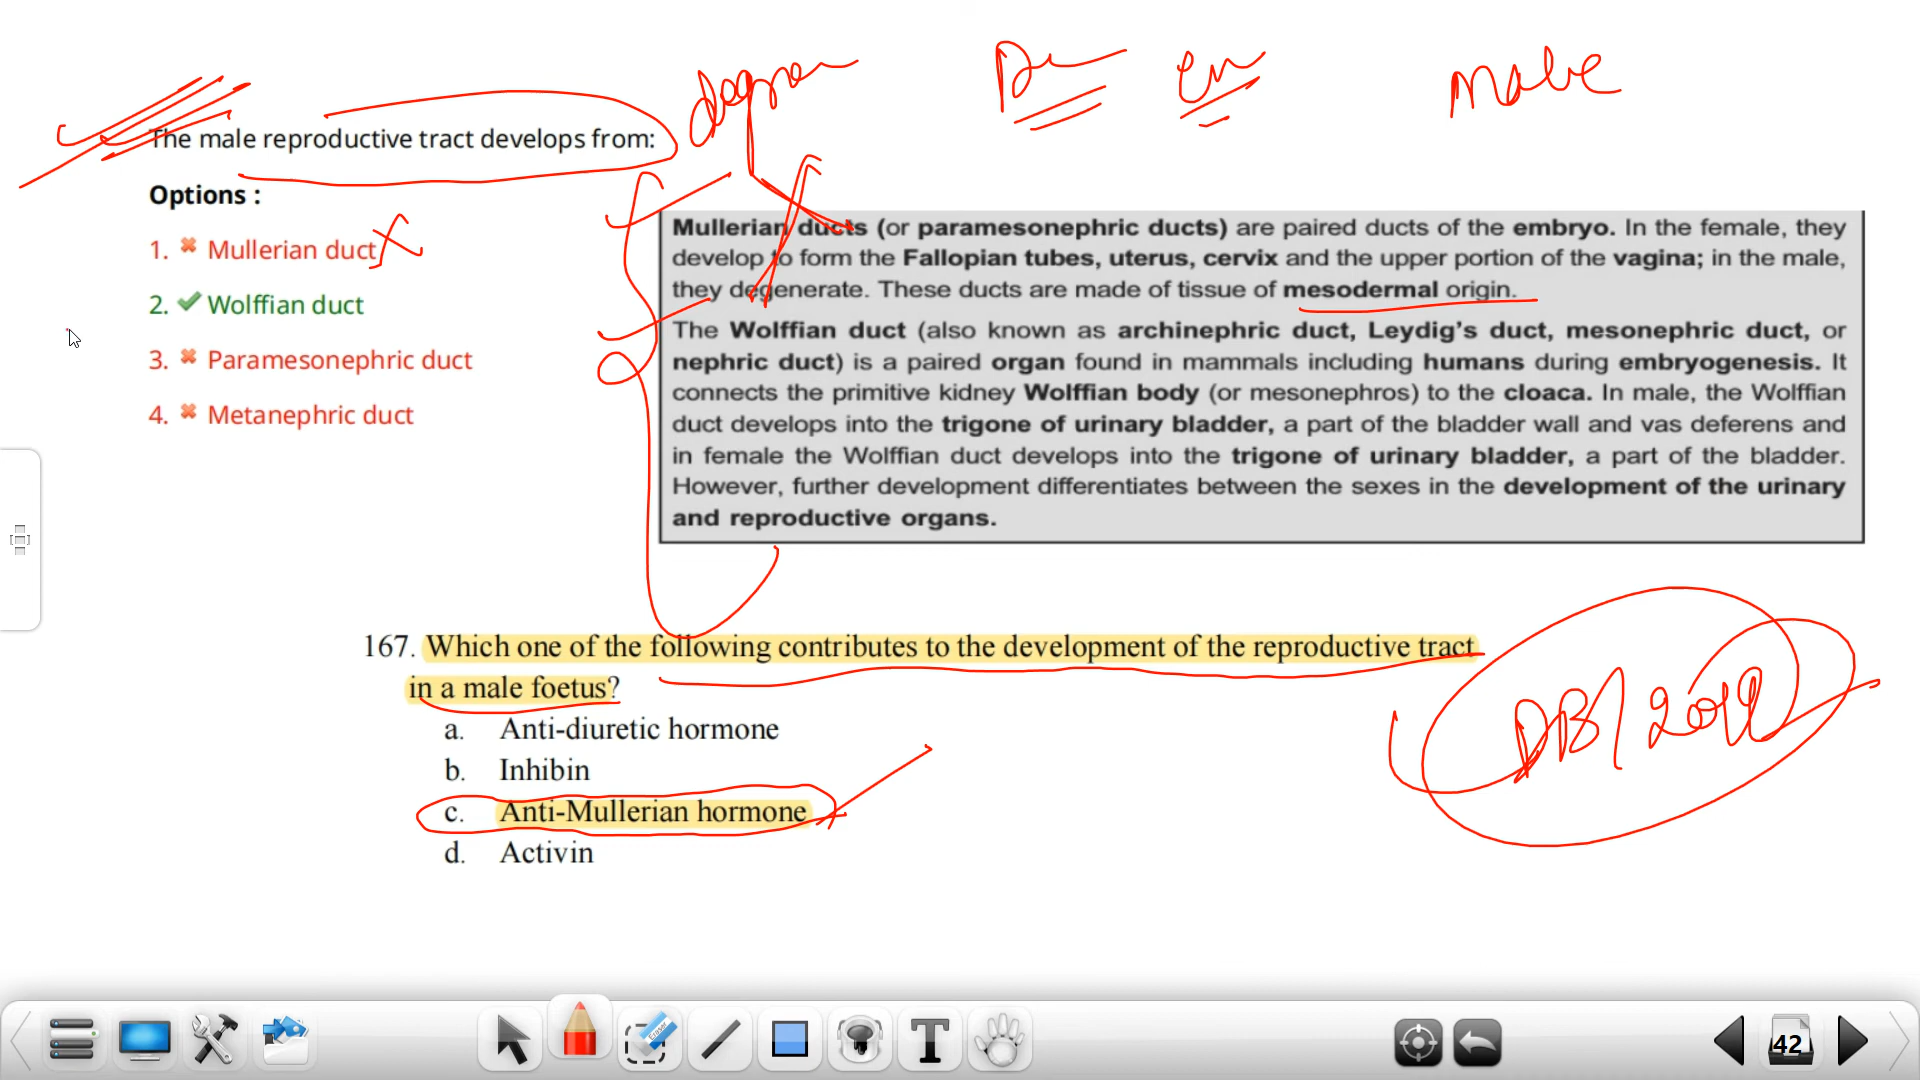 degner
male
The male reproductive tract develops from:
Options :
1. Mullerian duct
2. Wolffian duct
3. Paramesonephric duct
4. Metanephric duct
Mullerian ducts (or paramesonephric ducts) are paired ducts of the embryo. In the female, they
develop to form the Fallopian tubes, uterus, cervix and the upper portion of the vagina; in the male,
they degenerate. These ducts are made of tissue of mesodermal origin.
The Wolffian duct (also known as archinephric duct, Leydig's duct, mesonephric duct, or
nephric duct) is a paired organ found in mammals including humans during embryogenesis. It
connects the primitive kidney Wolffian body (or mesonephros) to the cloaca. In male, the Wolffian
duct develops into the trigone of urinary bladder, a part of the bladder wall and vas deferens and
in female the Wolffian duct develops into the trigone of urinary bladder, a part of the bladder.
However, further development differentiates between the sexes in the development of the urinary
and reproductive organs.
167. Which one of the following contributes to the development of the reproductive tract
in a male foetus?
a. Anti-diuretic hormone
b. Inhibin
c. Anti-Mullerian hormone
d. Activin
42